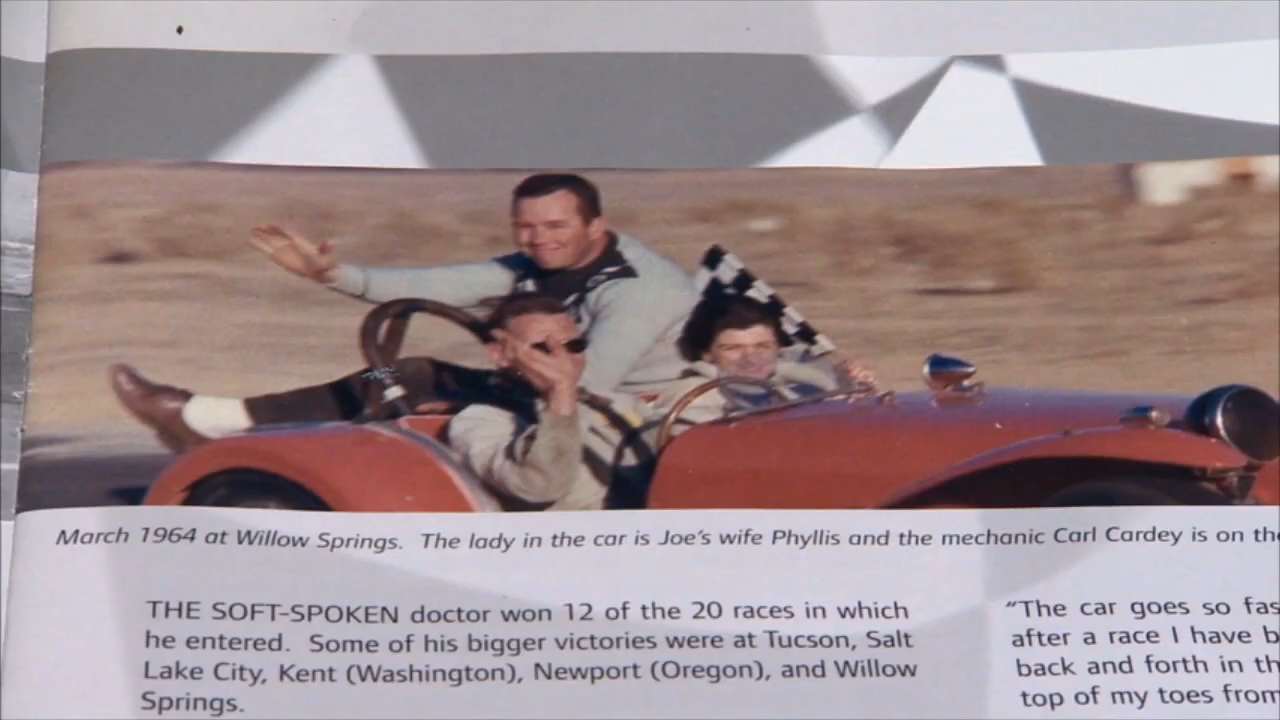 March 1964 at Willow Springs. The lady in the car is Joe's wife Phyllis and the mechanic Carl Cardey is on the
THE SOFT-SPOKEN doctor won 12 of the 20 races in which
he entered. Some of his bigger victories were at Tucson, Salt
Lake City, Kent (Washington), Newport (Oregon), and Willow
Springs.
"The car goes so fas
after a race I have b
back and forth in th
top of my toes from